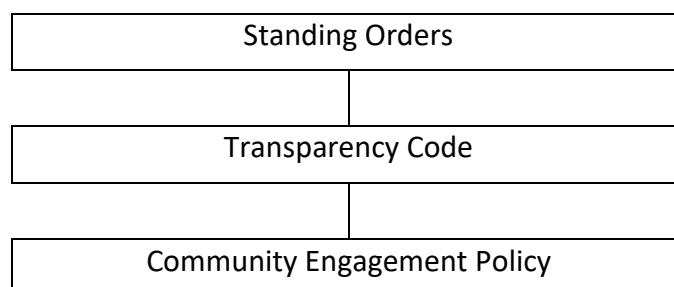 Standing Orders
Transparency Code
Community Engagement Policy